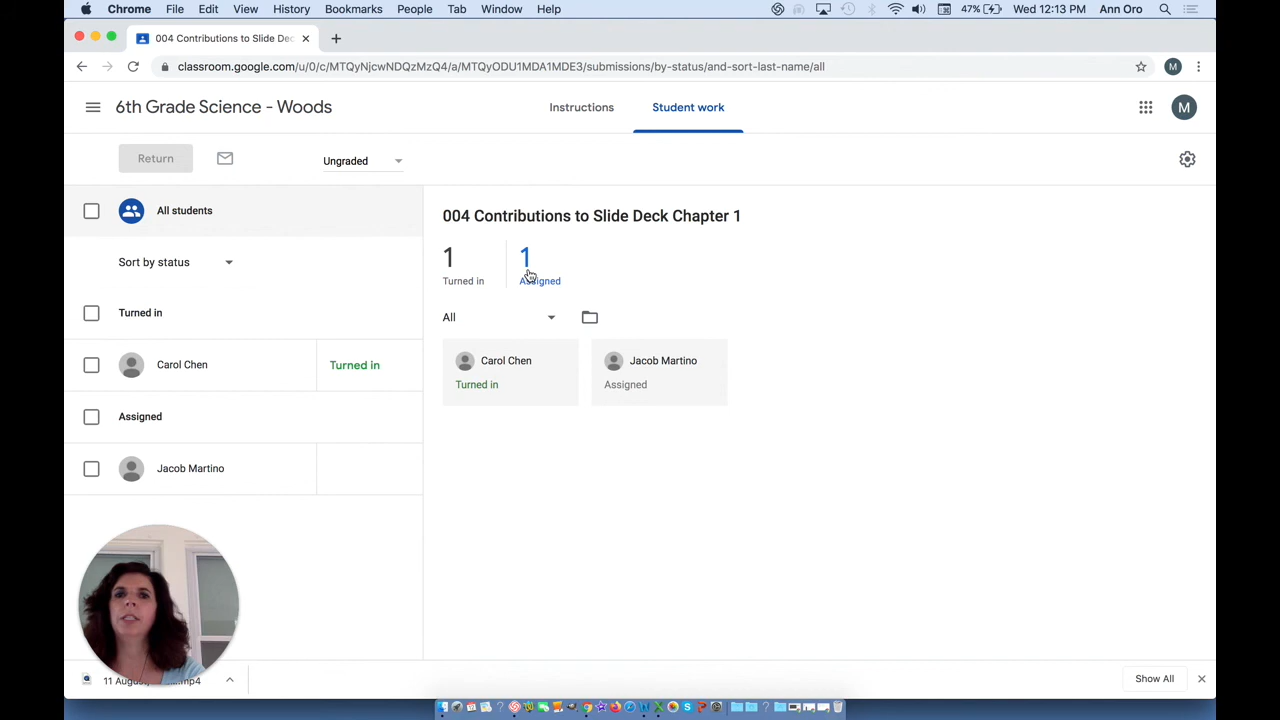 Chrome File Edit View History Bookmarks People Tab Window Help 47% Wed 12:13 PM Ann Oro
004 Contributions to Slide Dec
classroom.google.com/u/0/c/MTQyNjcwNDQzMzQ4/a/MTQyODU1MDA1MDE3/submissions/by-status/and-sort-last-name/all M
6th Grade Science - Woods Instructions Student work M
Return Ungraded
All students
004 Contributions to Slide Deck Chapter 1
1 1
Turned in Assigned
Sort by status
All
Turned in
Carol Chen Turned in
Carol Chen
Turned in
Jacob Martino
Assigned
Assigned
Jacob Martino
11 August mp4 Show All